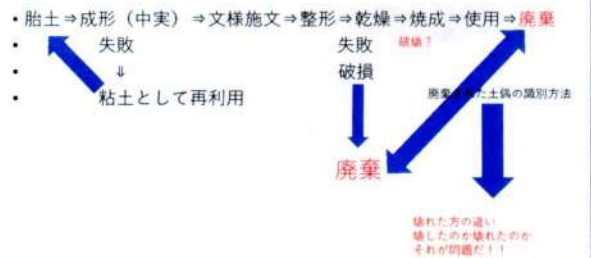 ・胎土⇒成形（中実）⇒文様施文⇒整形⇒乾燥⇒焼成⇒使用⇒廃棄
・ 失敗 失敗 破壊？
・ ⇓ 破損
・ 粘土として再利用
廃棄された土偶の識別方法
廃棄
壊れた方の違い
壊したのか壊れたのか
それが問題だ！！